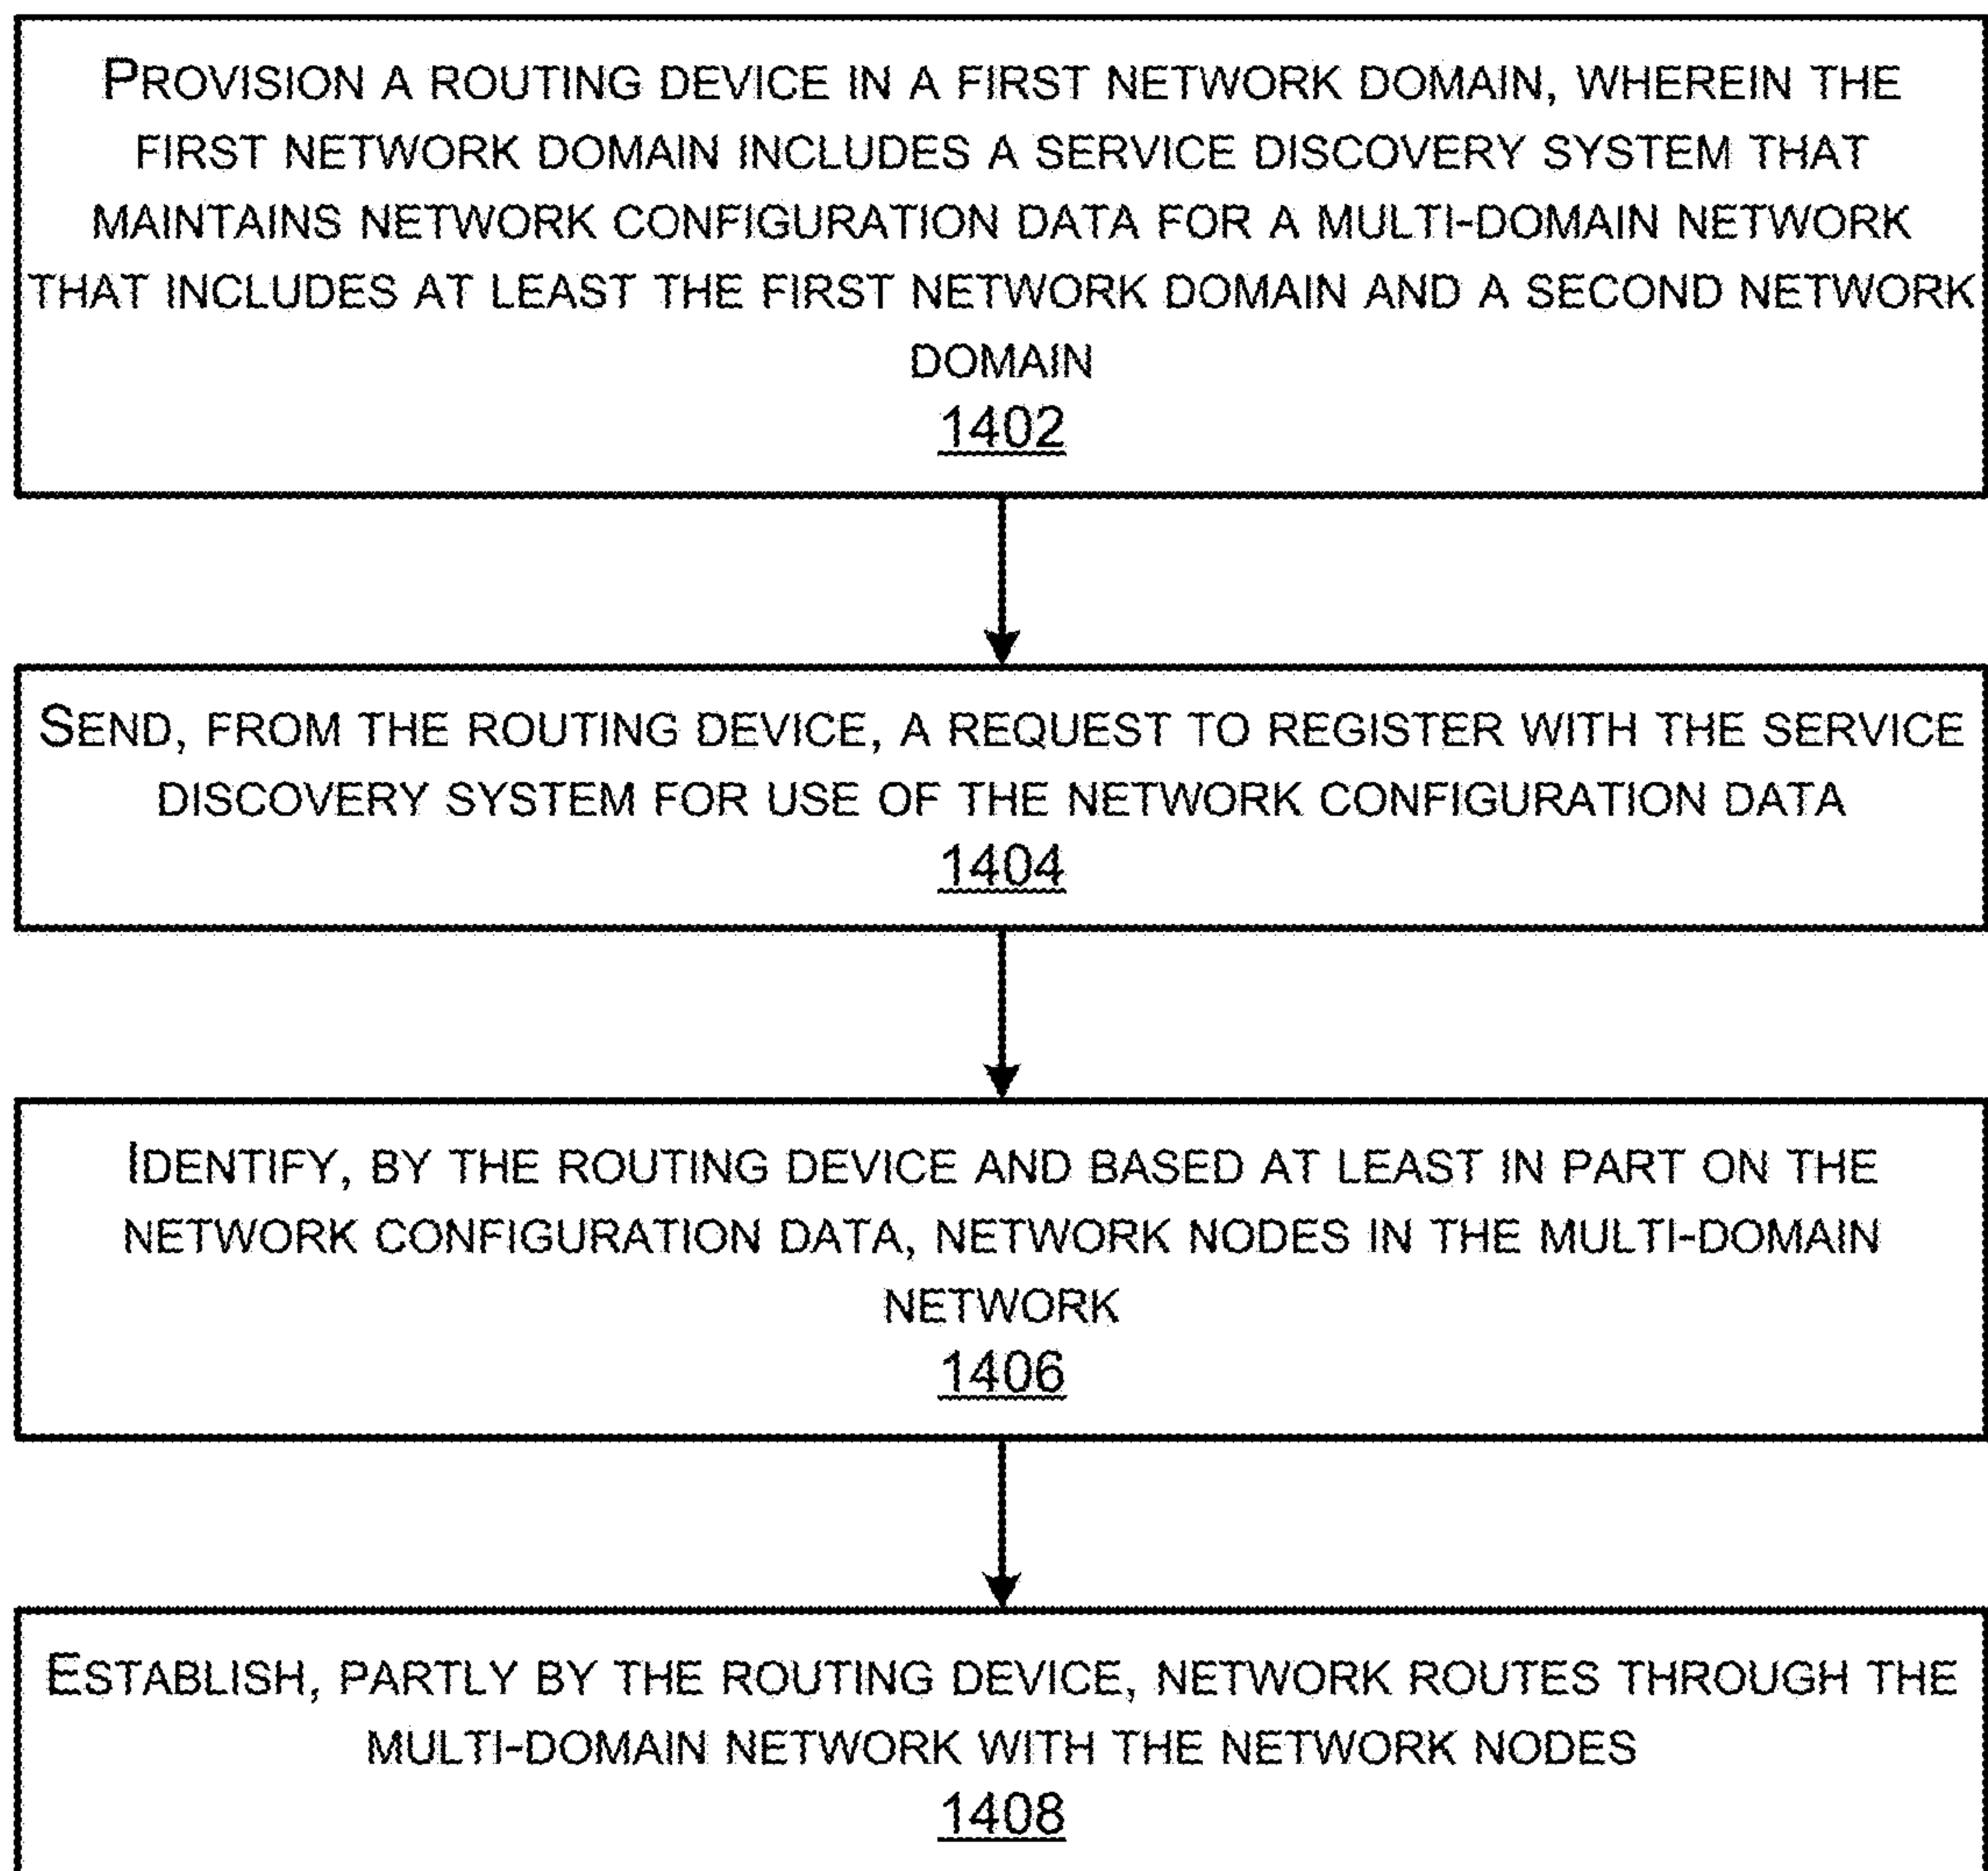 PROVISION A ROUTING DEVICE IN A FIRST NETWORK DOMAIN, WHEREIN THE
FIRST NETWORK DOMAIN INCLUDES A SERVICE DISCOVERY SYSTEM THAT
MAINTAINS NETWORK CONFIGURATION DATA FOR A MULTI-DOMAIN NETWORK
THAT INCLUDES AT LEAST THE FIRST NETWORK DOMAIN AND A SECOND NETWORK
DOMAIN
1402
SEND, FROM THE ROUTING DEVICE, A REQUEST TO REGISTER WITH THE SERVICE
DISCOVERY SYSTEM FOR USE OF THE NETWORK CONFIGURATION DATA
1404
IDENTIFY, BY THE ROUTING DEVICE AND BASED AT LEAST IN PART ON THE
NETWORK CONFIGURATION DATA, NETWORK NODES IN THE MULTI-DOMAIN
NETWORK
1406
ESTABLISH, PARTLY BY THE ROUTING DEVICE, NETWORK ROUTES THROUGH THE
MULTI-DOMAIN NETWORK WITH THE NETWORK NODES
1408